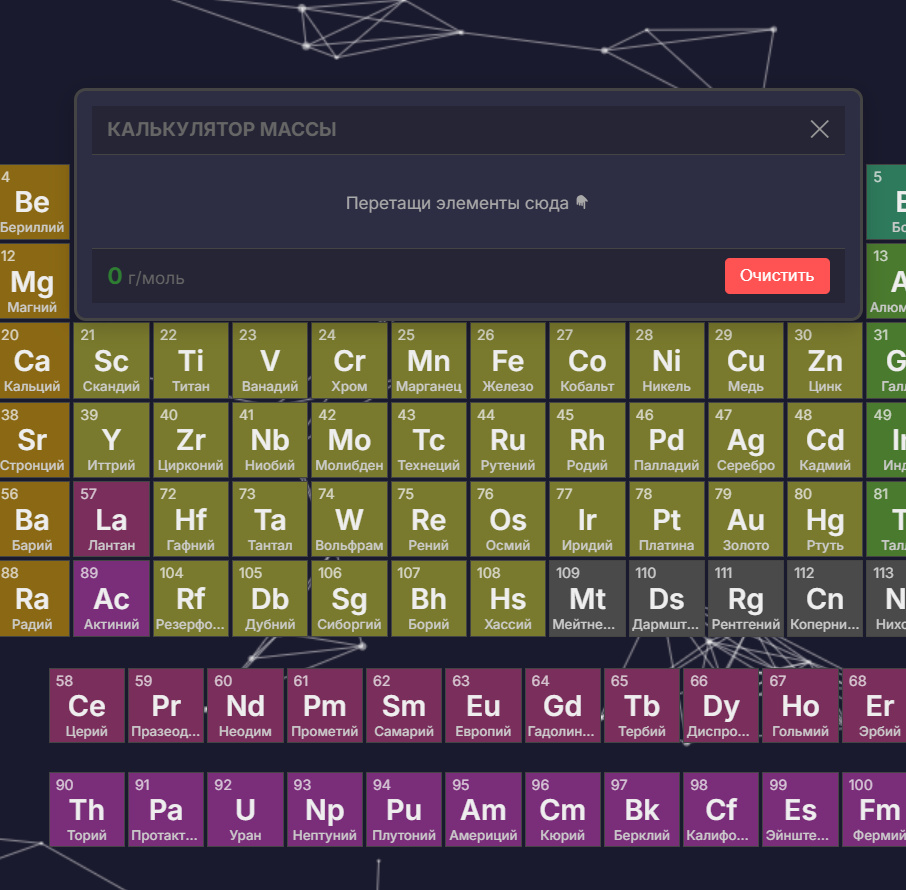 КАЛЬКУЛЯТОР МАССЫ
Перетащи элементы сюда
0 г/моль
Очистить
4 5
Be
Бериллий
12 13
Mg
Магний
20 21 22 23 24 25 26 27 28 29 30 31
Ca Sc Ti V Cr Mn Fe Co Ni Cu Zn
Кальций Скандий Титан Ванадий Хром Марганец Железо Кобальт Никель Медь Цинк
38 39 40 41 42 43 44 45 46 47 48 49
Sr Y Zr Nb Mo Tc Ru Rh Pd Ag Cd
Стронций Иттрий Цирконий Ниобий Молибден Технеций Рутений Родий Палладий Серебро Кадмий
56 57 72 73 74 75 76 77 78 79 80 81
Ba La Hf Ta W Re Os Ir Pt Au Hg
Барий Лантан Гафний Тантал Вольфрам Рений Осмий Иридий Платина Золото Ртуть
88 89 104 105 106 107 108 109 110 111 112 113
Ra Ac Rf Db Sg Bh Hs Mt Ds Rg Cn
Радий Актиний Резерфо... Дубний Сиборгий Борий Хассий Мейтне... Дармшт... Рентгений Коперни...
58 59 60 61 62 63 64 65 66 67 68
Ce Pr Nd Pm Sm Eu Gd Tb Dy Ho Er
Церий Празеод... Неодим Прометий Самарий Европий Гадолин... Тербий Диспро... Гольмий Эрбий
90 91 92 93 94 95 96 97 98 99 100
Th Pa U Np Pu Am Cm Bk Cf Es Fm
Торий Протакт... Уран Нептуний Плутоний Америций Кюрий Берклий Калифо... Эйнште... Фермий